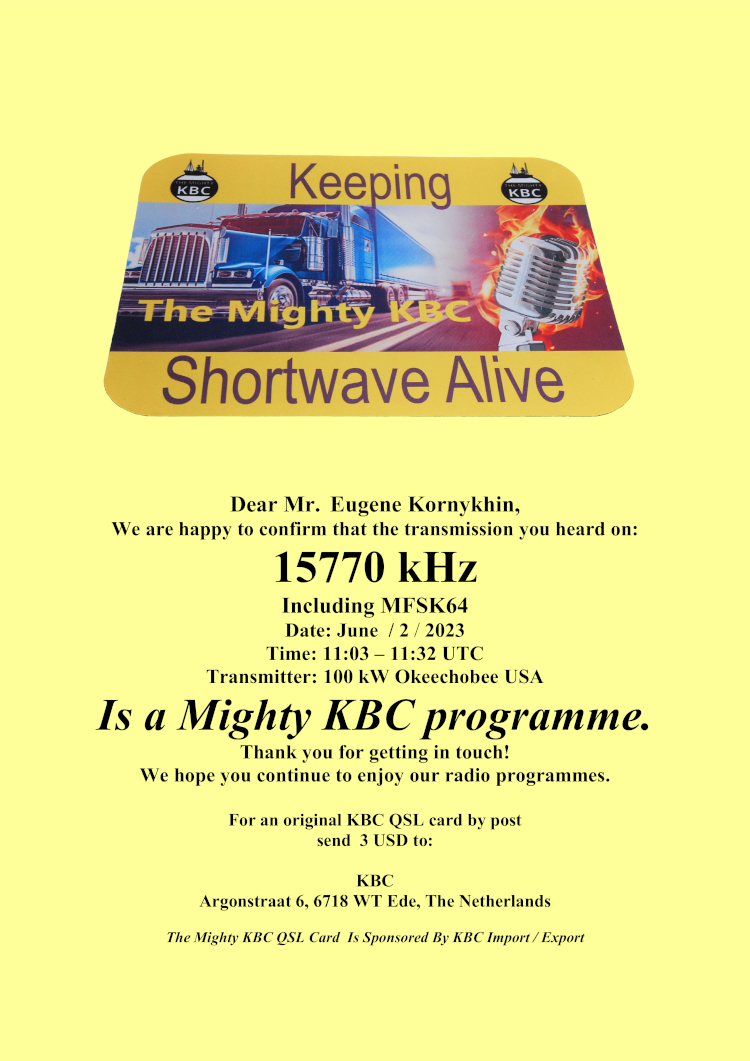 Keeping
THE MIGHTY
KBC
THE MIGHTY
KBC
The Mighty KBC
Shortwave Alive
Dear Mr. Eugene Kornykhin,
We are happy to confirm that the transmission you heard on:
15770 kHz
Including MFSK64
Date: June / 2 / 2023
Time: 11:03 – 11:32 UTC
Transmitter: 100 kW Okeechobee USA
Is a Mighty KBC programme.
Thank you for getting in touch!
We hope you continue to enjoy our radio programmes.
For an original KBC QSL card by post
send 3 USD to:
KBC
Argonstraat 6, 6718 WT Ede, The Netherlands
The Mighty KBC QSL Card Is Sponsored By KBC Import / Export